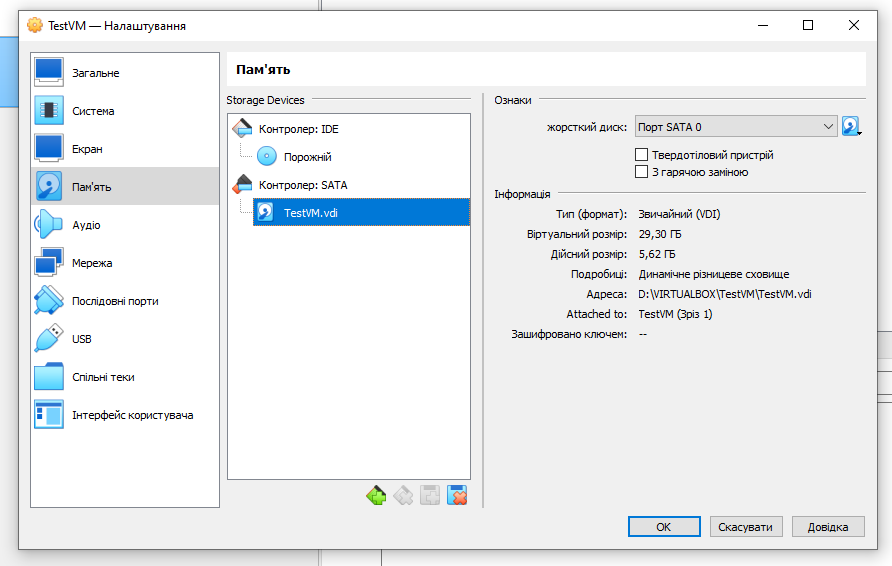 TestVM — Налаштування
Загальне
Система
Екран
Пам'ять
Аудіо
Мережа
Послідовні порти
USB
Спільні теки
Інтерфейс користувача
Пам'ять
Storage Devices
Контролер: IDE
Порожній
Контролер: SATA
TestVM.vdi
Ознаки
жорсткий диск: Порт SATA 0
Твердотіловий пристрій
З гарячою заміною
Інформація
Тип (формат): Звичайний (VDI)
Віртуальний розмір: 29,30 ГБ
Дійсний розмір: 5,62 ГБ
Подробиці: Динамічне різницеве сховище
Адреса: D:\VIRTUALBOX\TestVM\TestVM.vdi
Attached to: TestVM (Зріз 1)
Зашифровано ключем: --
OK
Скасувати
Довідка